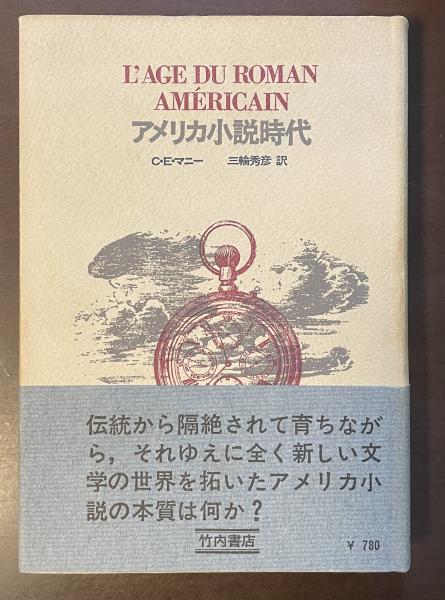 L'AGE DU ROMAN
AMÉRICAIN
アメリカ小説時代
C・E・マニー 三輪秀彦 訳
伝統から隔絶されて育ちなが
ら，それゆえに全く新しい文
学の世界を拓いたアメリカ小
説の本質は何か？
竹内書店
¥ 780